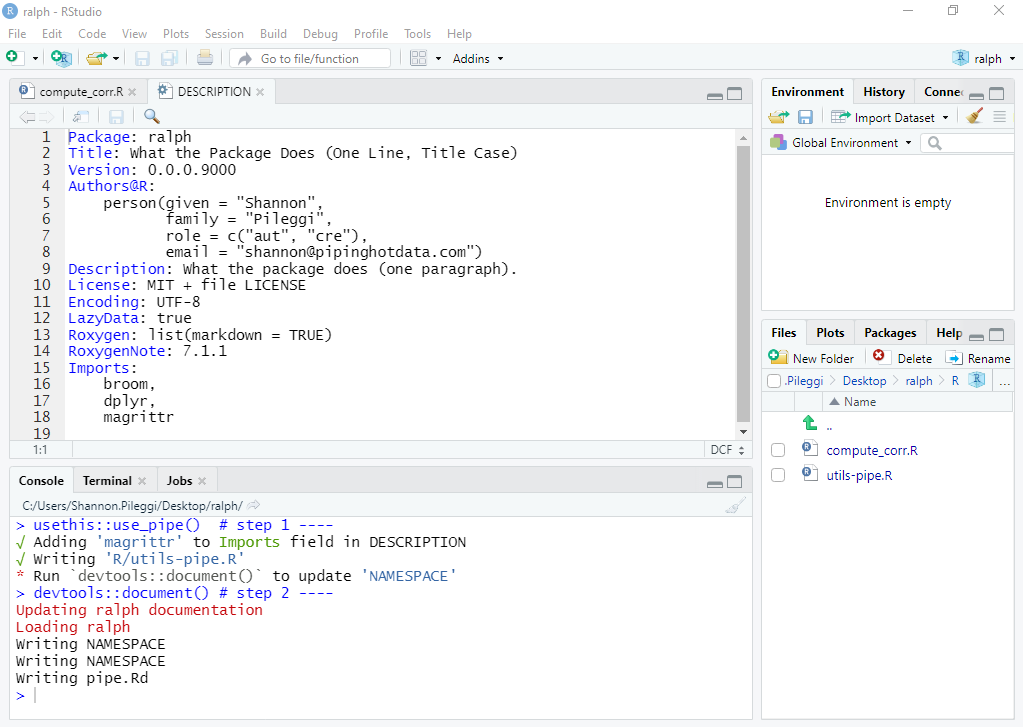 ralph - RStudio
File Edit Code View Plots Session Build Debug Profile Tools Help
Go to file/function Addins ralph
compute_corr.R DESCRIPTION
1 Package: ralph
2 Title: What the Package Does (One Line, Title Case)
3 Version: 0.0.0.9000
4 Authors@R:
5 person(given = "Shannon",
6 family = "Pileggi",
7 role = c("aut", "cre"),
8 email = "shannon@pipinghotdata.com")
9 Description: What the package does (one paragraph).
10 License: MIT + file LICENSE
11 Encoding: UTF-8
12 LazyData: true
13 Roxygen: list(markdown = TRUE)
14 RoxygenNote: 7.1.1
15 Imports:
16 broom,
17 dplyr,
18 magrittr
19
1:1 DCF
Console Terminal Jobs
C:/Users/Shannon.Pileggi/Desktop/ralph/
> usethis::use_pipe()  # step 1 ----
√ Adding 'magrittr' to Imports field in DESCRIPTION
√ Writing 'R/utils-pipe.R'
* Run `devtools::document()` to update 'NAMESPACE'
> devtools::document() # step 2 ----
Updating ralph documentation
Loading ralph
Writing NAMESPACE
Writing NAMESPACE
Writing pipe.Rd
>
Environment History Connec
Import Dataset
Global Environment
Environment is empty
Files Plots Packages Help
New Folder Delete Rename
.Pileggi Desktop ralph R ...
Name
..
compute_corr.R
utils-pipe.R